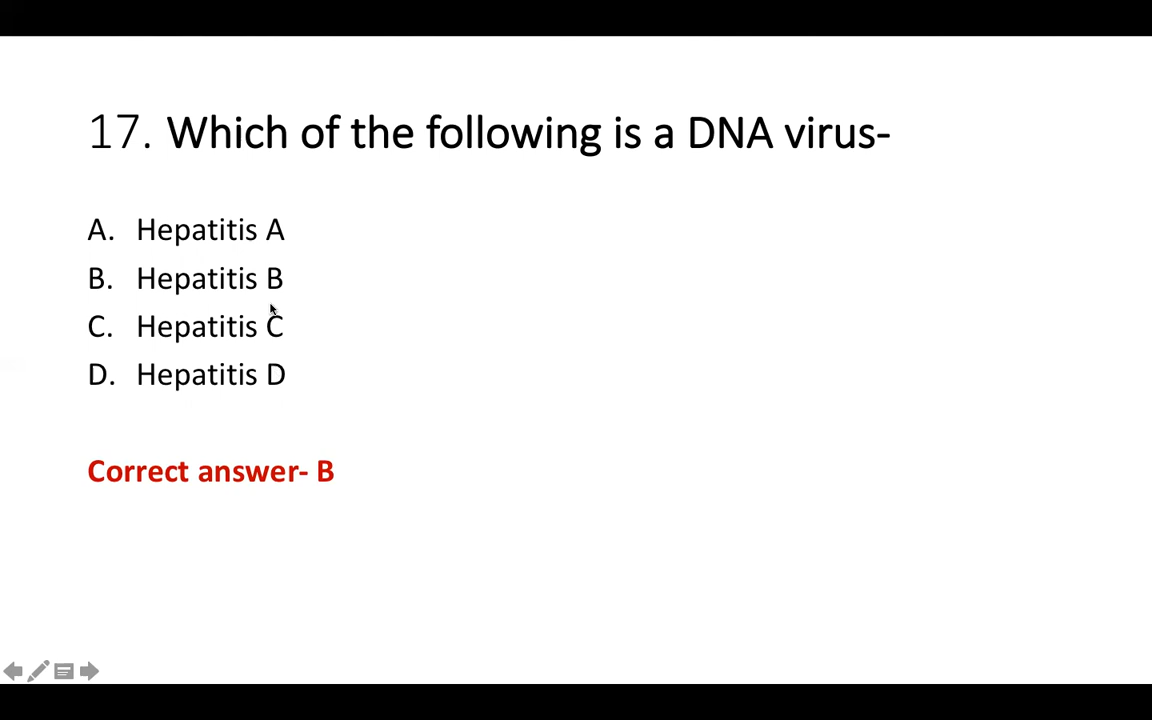 17. Which of the following is a DNA virus-
A. Hepatitis A
B. Hepatitis B
C. Hepatitis C
D. Hepatitis D
Correct answer- B